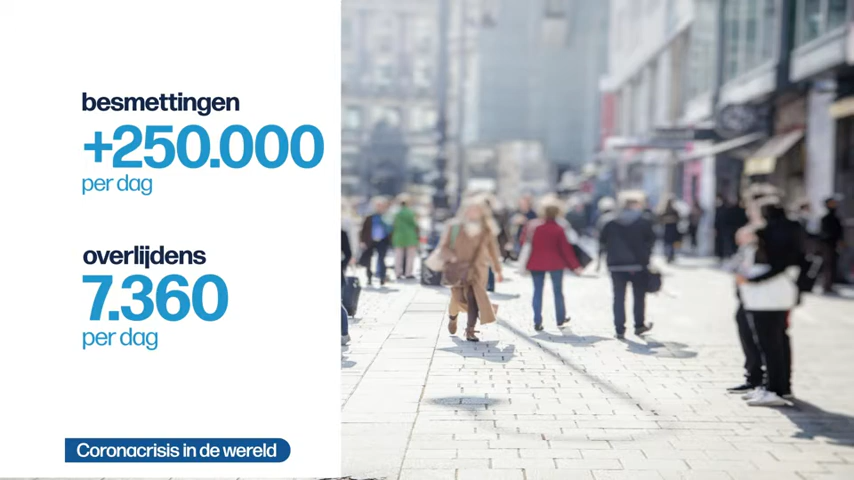 besmettingen
+250.000
per dag
overlijdens
7.360
per dag
Coronacrisis in de wereld